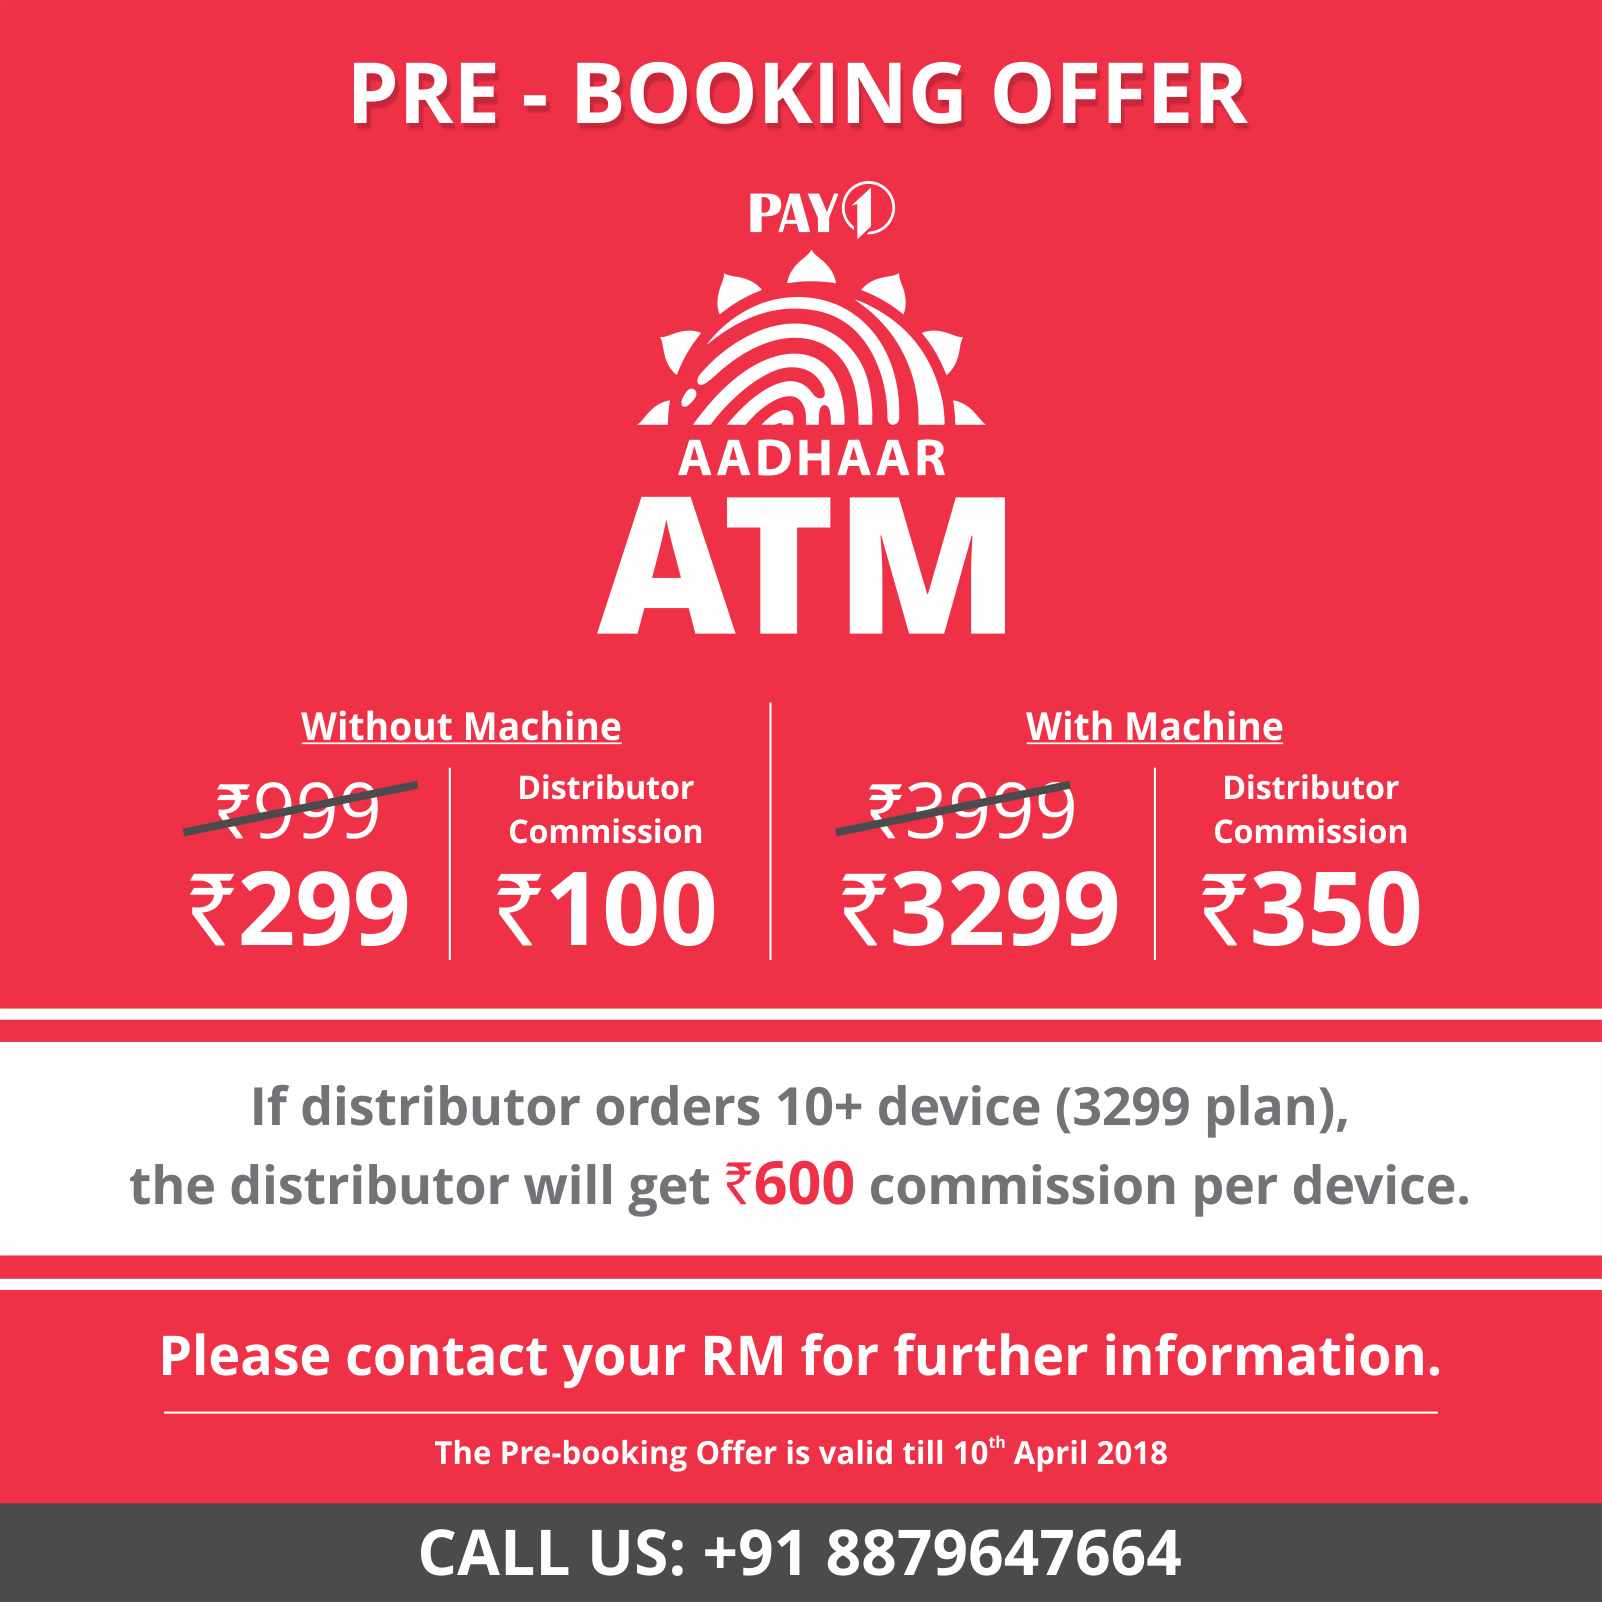 PRE - BOOKING OFFER
PAY1
AADHAAR
ATM
Without Machine
₹999
Distributor
Commission
₹299
₹100
With Machine
₹3999
Distributor
Commission
₹3299
₹350
If distributor orders 10+ device (3299 plan),
the distributor will get ₹600 commission per device.
Please contact your RM for further information.
The Pre-booking Offer is valid till 10th April 2018
CALL US: +91 8879647664